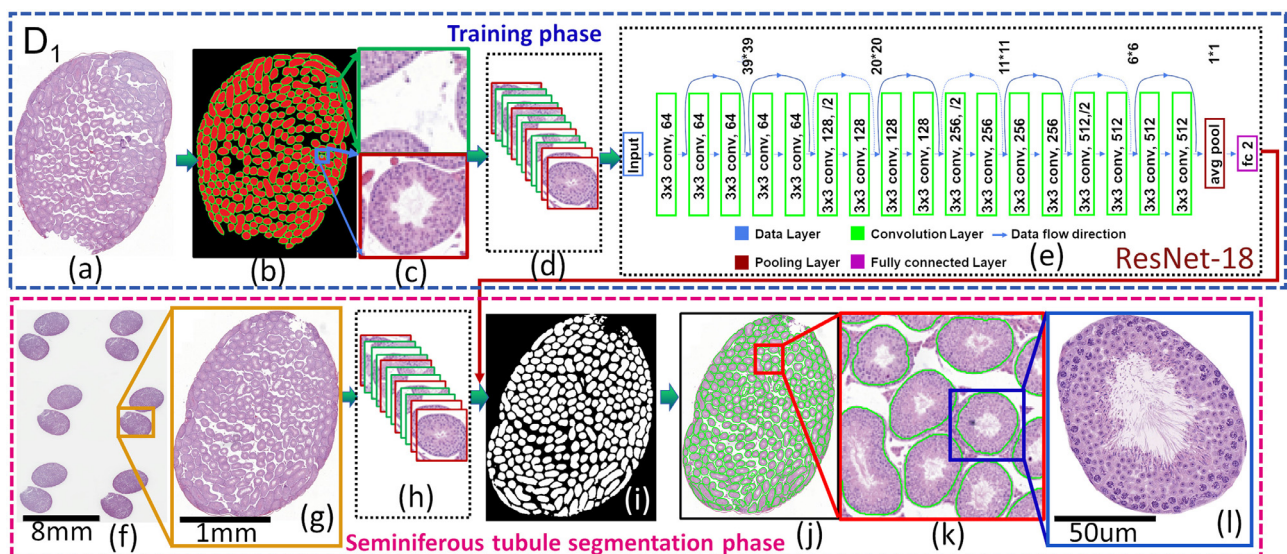 D1
Training phase
(a)
(b)
(c)
(d)
39*39
20*20
11*11
6*6
1*1
Input
3x3 conv, 64
3x3 conv, 64
3x3 conv, 64
3x3 conv, 64
3x3 conv, 64
3x3 conv, 128,/2
3x3 conv, 128
3x3 conv, 128
3x3 conv, 128
3x3 conv, 256,/2
3x3 conv, 256
3x3 conv, 256
3x3 conv, 256
3x3 conv, 512,/2
3x3 conv, 512
3x3 conv, 512
3x3 conv, 512
avg pool
fc 2
Data Layer
Convolution Layer
Data flow direction
Pooling Layer
Fully connected Layer
(e)
ResNet-18
8mm
(f)
1mm
(g)
(h)
(i)
(j)
(k)
50um
(l)
Seminiferous tubule segmentation phase